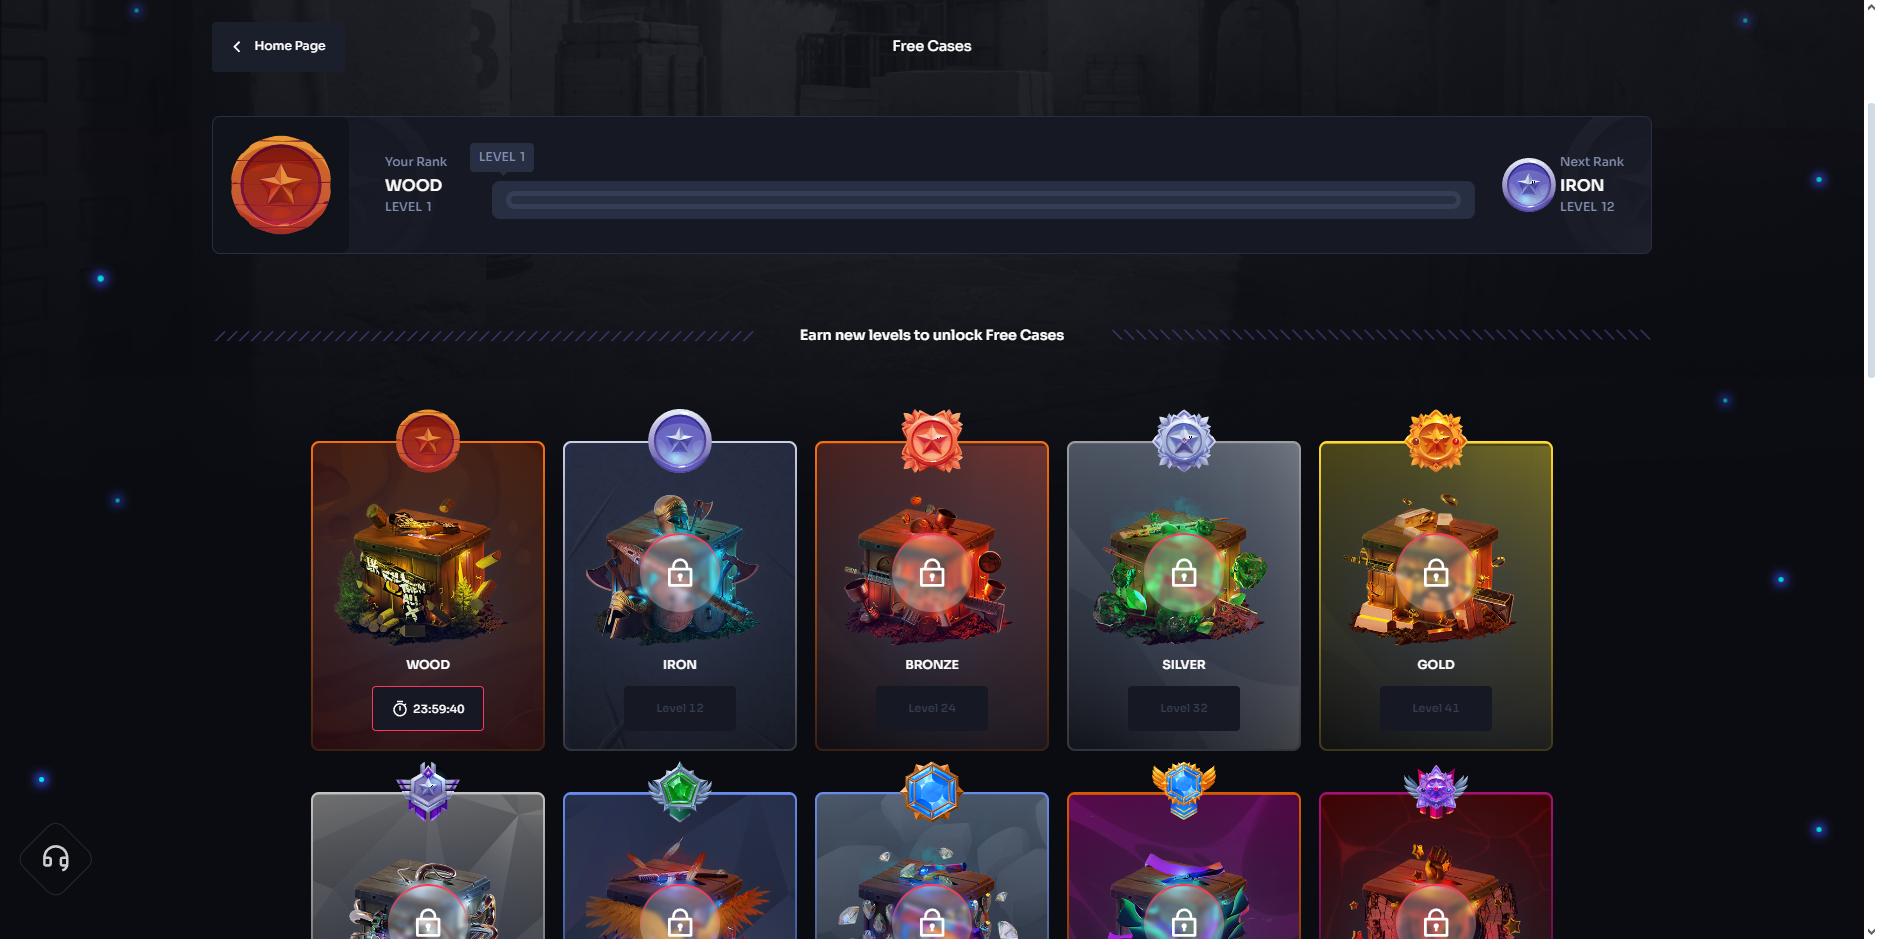 Home Page
Free Cases
Your Rank
WOOD
LEVEL 1
LEVEL 1
Next Rank
IRON
LEVEL 12
Earn new levels to unlock Free Cases
WOOD
23:59:40
IRON
Level 12
BRONZE
Level 24
SILVER
Level 32
GOLD
Level 41